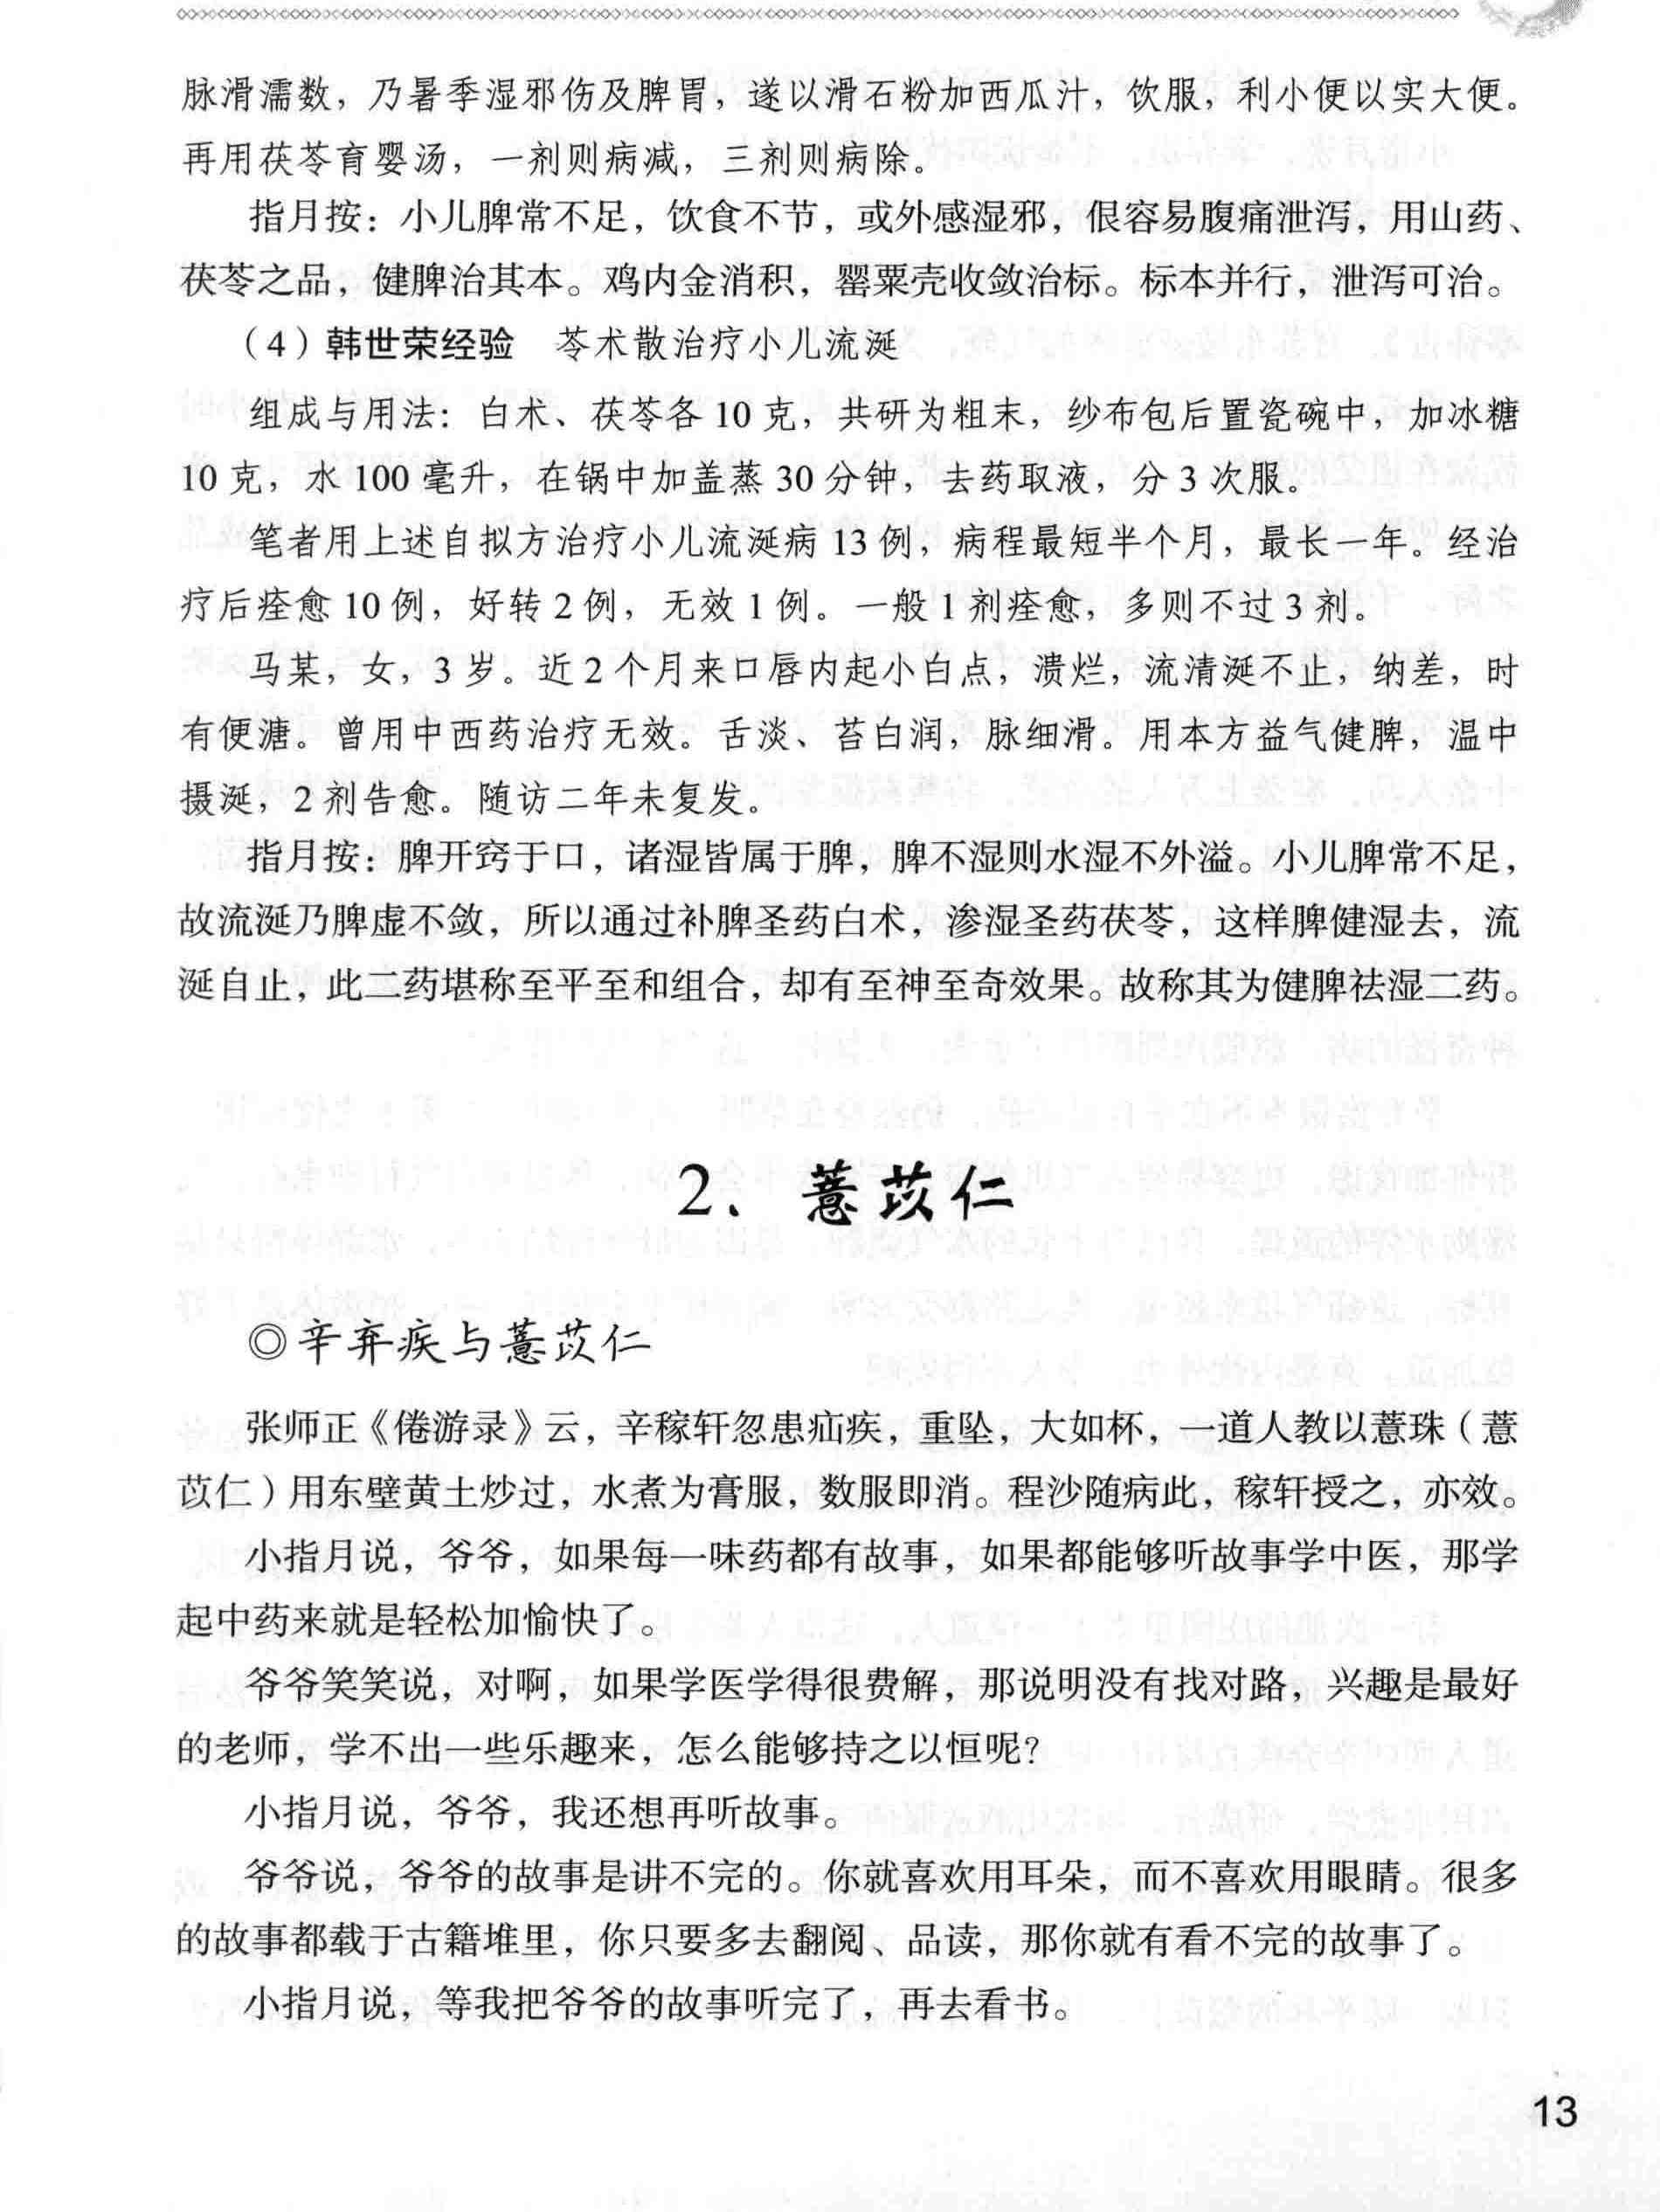 脉滑濡数，乃暑季湿邪伤及脾胃，遂以滑石粉加西瓜汁，饮服，利小便以实大便。
再用茯苓育婴汤，一剂则病减，三剂则病除。
指月按：小儿脾常不足，饮食不节，或外感湿邪，很容易腹痛泄泻，用山药、
茯苓之品，健脾治其本。鸡内金消积，罂粟壳收敛治标。标本并行，泄泻可治。
（4）韩世荣经验　苓术散治疗小儿流涎
组成与用法：白术、茯苓各 10 克，共研为粗末，纱布包后置瓷碗中，加冰糖
10 克，水 100 毫升，在锅中加盖蒸 30 分钟，去药取液，分 3 次服。
笔者用上述自拟方治疗小儿流涎病 13 例，病程最短半个月，最长一年。经治
疗后痊愈 10 例，好转 2 例，无效 1 例。一般 1 剂痊愈，多则不过 3 剂。
马某，女，3 岁。近 2 个月来口唇内起小白点，溃烂，流清涎不止，纳差，时
有便溏。曾用中西药治疗无效。舌淡、苔白润，脉细滑。用本方益气健脾，温中
摄涎，2 剂告愈。随访二年未复发。
指月按：脾开窍于口，诸湿皆属于脾，脾不湿则水湿不外溢。小儿脾常不足，
故流涎乃脾虚不敛，所以通过补脾圣药白术，渗湿圣药茯苓，这样脾健湿去，流
涎自止，此二药堪称至平至和组合，却有至神至奇效果。故称其为健脾祛湿二药。
2、薏苡仁
◎辛弃疾与薏苡仁
张师正《倦游录》云，辛稼轩忽患疝疾，重坠，大如杯，一道人教以薏珠（薏
苡仁）用东壁黄土炒过，水煮为膏服，数服即消。程沙随病此，稼轩授之，亦效。
小指月说，爷爷，如果每一味药都有故事，如果都能够听故事学中医，那学
起中药来就是轻松加愉快了。
爷爷笑笑说，对啊，如果学医学得很费解，那说明没有找对路，兴趣是最好
的老师，学不出一些乐趣来，怎么能够持之以恒呢？
小指月说，爷爷，我还想再听故事。
爷爷说，爷爷的故事是讲不完的。你就喜欢用耳朵，而不喜欢用眼睛。很多
的故事都载于古籍堆里，你只要多去翻阅、品读，那你就有看不完的故事了。
小指月说，等我把爷爷的故事听完了，再去看书。
13